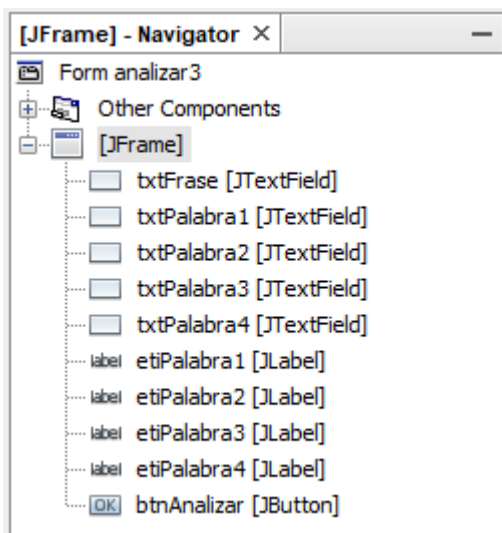 [JFrame] - Navigator ×
Form analizar3
Other Components
[JFrame]
txtFrase [JTextField]
txtPalabra1 [JTextField]
txtPalabra2 [JTextField]
txtPalabra3 [JTextField]
txtPalabra4 [JTextField]
label etiPalabra1 [JLabel]
label etiPalabra2 [JLabel]
label etiPalabra3 [JLabel]
label etiPalabra4 [JLabel]
OK btnAnalizar [JButton]